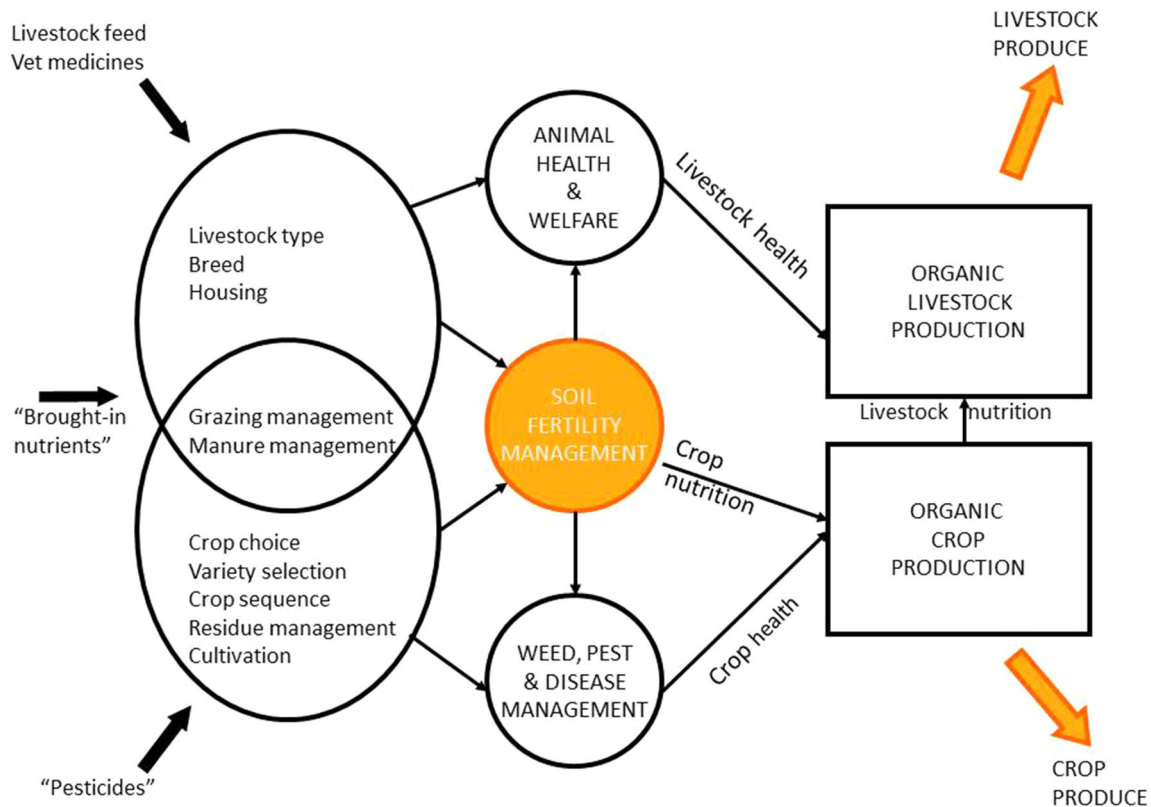 Livestock feed
Vet medicines
LIVESTOCK
PRODUCE
ANIMAL
HEALTH
&
WELFARE
Livestock health
Livestock type
Breed
Housing
ORGANIC
LIVESTOCK
PRODUCTION
“Brought-in
nutrients”
Grazing management
Manure management
SOIL
FERTILITY
MANAGEMENT
Livestock nutrition
Crop
nutrition
Crop choice
Variety selection
Crop sequence
Residue management
Cultivation
ORGANIC
CROP
PRODUCTION
WEED, PEST
& DISEASE
MANAGEMENT
Crop health
“Pesticides”
CROP
PRODUCE